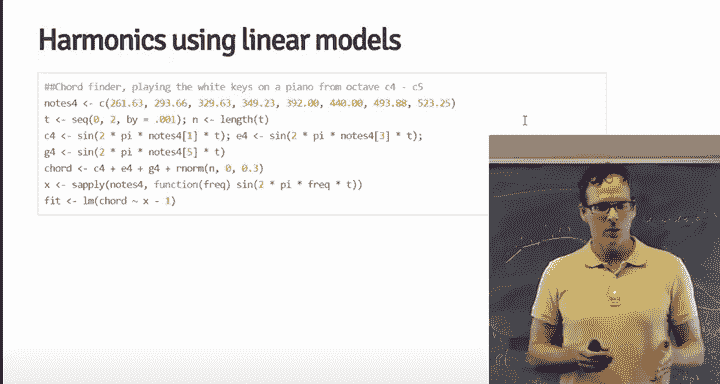 Harmonics using linear models
##Chord finder, playing the white keys on a piano from octave c4 - c5
notes4 <- c(261.63, 293.66, 329.63, 349.23, 392.00, 440.00, 493.88, 523.25)
t <- seq(0, 2, by = .001); n <- length(t)
c4 <- sin(2 * pi * notes4[1] * t); e4 <- sin(2 * pi * notes4[3] * t);
g4 <- sin(2 * pi * notes4[5] * t)
chord <- c4 + e4 + g4 + rnorm(n, 0, 0.3)
x <- sapply(notes4, function(freq) sin(2 * pi * freq * t))
fit <- lm(chord ~ x - 1)